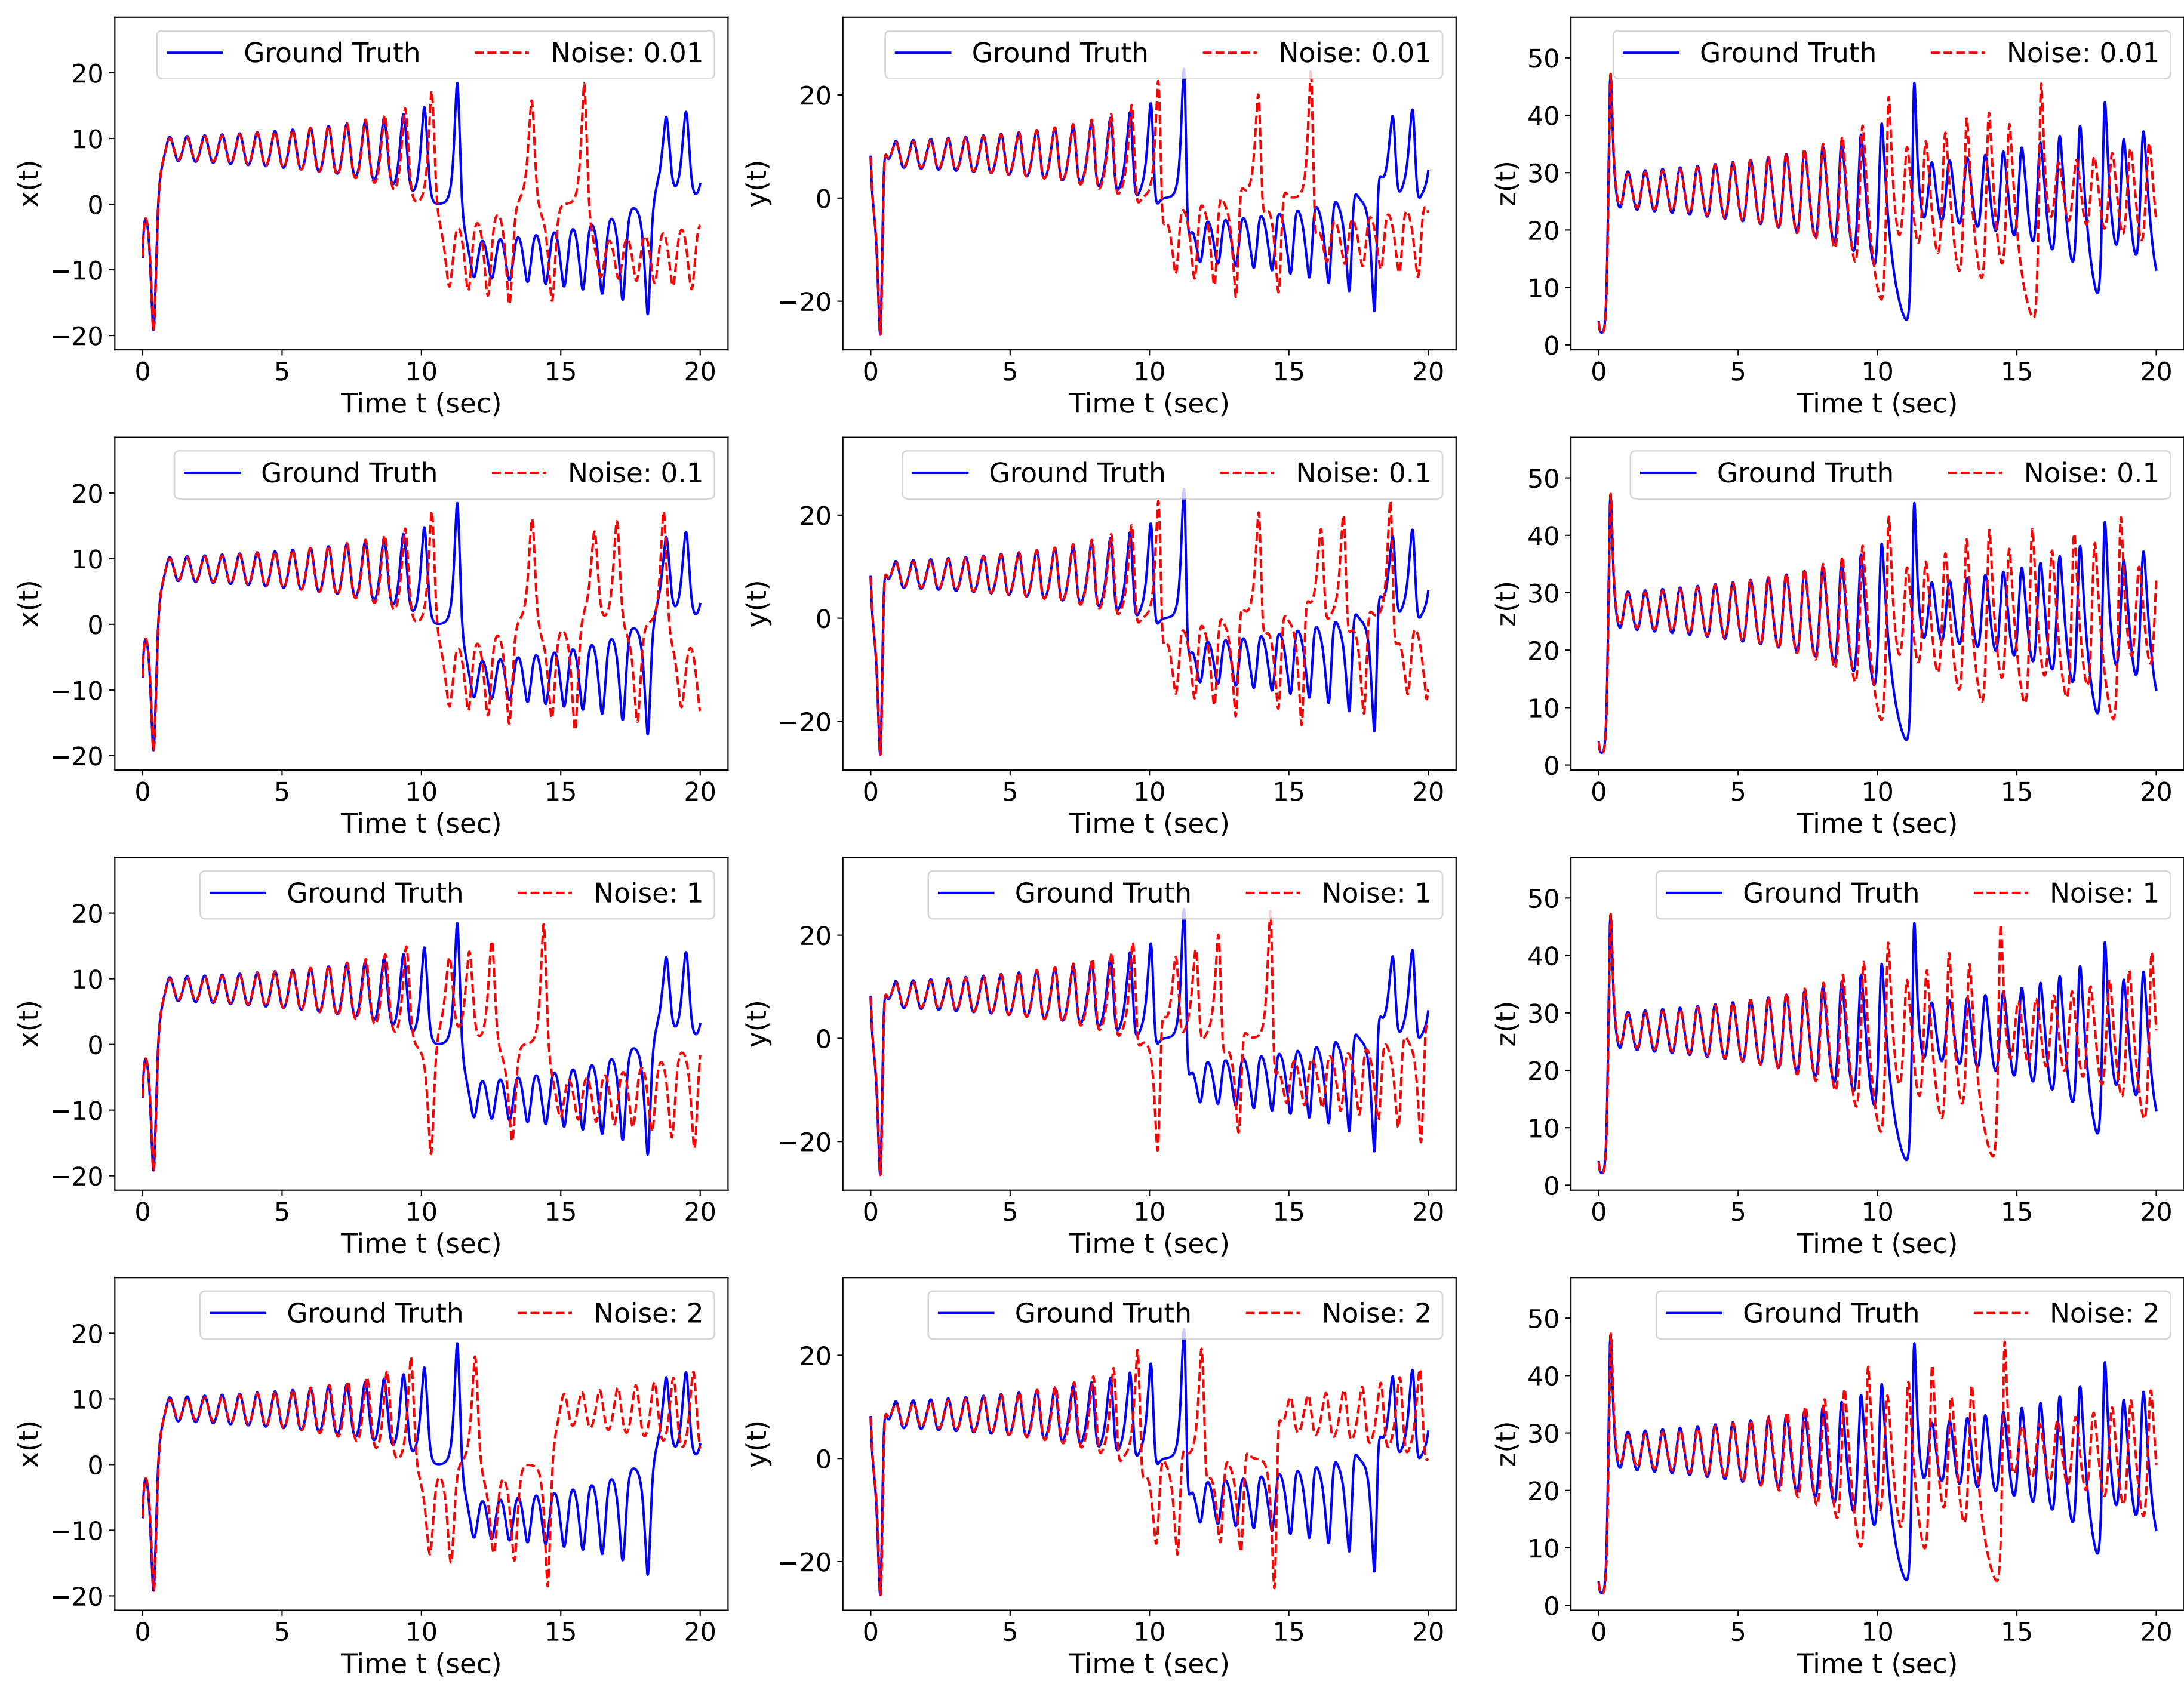 Ground Truth Noise: 0.01
x(t)
20
10
0
−10
−20
0 5 10 15 20
Time t (sec)
Ground Truth Noise: 0.01
y(t)
20
0
−20
0 5 10 15 20
Time t (sec)
Ground Truth Noise: 0.01
z(t)
50
40
30
20
10
0
0 5 10 15 20
Time t (sec)
Ground Truth Noise: 0.1
x(t)
20
10
0
−10
−20
0 5 10 15 20
Time t (sec)
Ground Truth Noise: 0.1
y(t)
20
0
−20
0 5 10 15 20
Time t (sec)
Ground Truth Noise: 0.1
z(t)
50
40
30
20
10
0
0 5 10 15 20
Time t (sec)
Ground Truth Noise: 1
x(t)
20
10
0
−10
−20
0 5 10 15 20
Time t (sec)
Ground Truth Noise: 1
y(t)
20
0
−20
0 5 10 15 20
Time t (sec)
Ground Truth Noise: 1
z(t)
50
40
30
20
10
0
0 5 10 15 20
Time t (sec)
Ground Truth Noise: 2
x(t)
20
10
0
−10
−20
0 5 10 15 20
Time t (sec)
Ground Truth Noise: 2
y(t)
20
0
−20
0 5 10 15 20
Time t (sec)
Ground Truth Noise: 2
z(t)
50
40
30
20
10
0
0 5 10 15 20
Time t (sec)